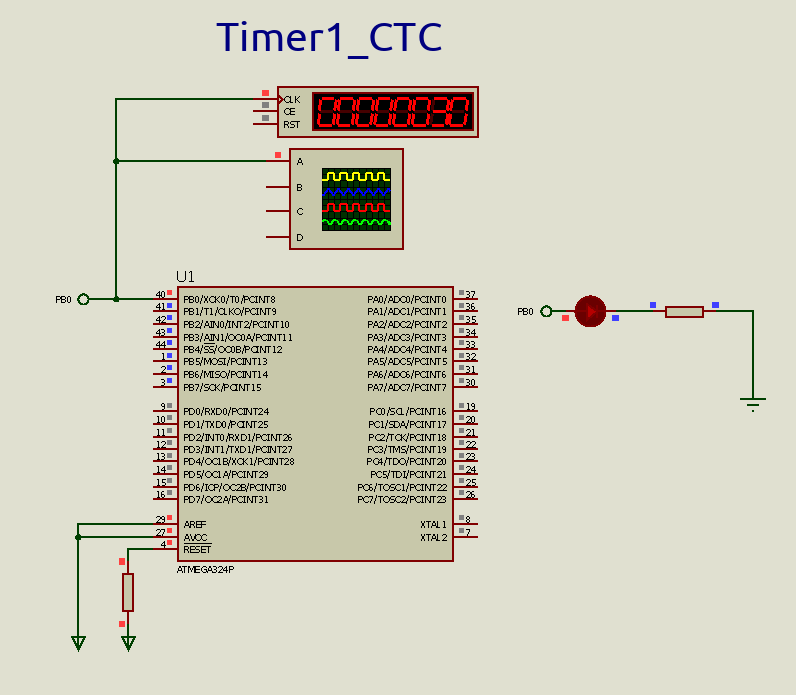 Timer1_CTC
CLK
CE
RST
00000030
A
B
C
D
U1
PB0
40 PB0/XCK0/T0/PCINT8 PA0/ADC0/PCINT0 37
41 PB1/T1/CLKO/PCINT9 PA1/ADC1/PCINT1 36
42 PB2/AIN0/INT2/PCINT10 PA2/ADC2/PCINT2 35
43 PB3/AIN1/OC0A/PCINT11 PA3/ADC3/PCINT3 34
44 PB4/SS/OC0B/PCINT12 PA4/ADC4/PCINT4 33
1 PB5/MOSI/PCINT13 PA5/ADC5/PCINT5 32
2 PB6/MISO/PCINT14 PA6/ADC6/PCINT6 31
3 PB7/SCK/PCINT15 PA7/ADC7/PCINT7 30
PB0
9 PD0/RXD0/PCINT24 PC0/SCL/PCINT16 19
10 PD1/TXD0/PCINT25 PC1/SDA/PCINT17 20
11 PD2/INT0/RXD1/PCINT26 PC2/TCK/PCINT18 21
12 PD3/INT1/TXD1/PCINT27 PC3/TMS/PCINT19 22
13 PD4/OC1B/XCK1/PCINT28 PC4/TDO/PCINT20 23
14 PD5/OC1A/PCINT29 PC5/TDI/PCINT21 24
15 PD6/ICP/OC2B/PCINT30 PC6/TOSC1/PCINT22 25
16 PD7/OC2A/PCINT31 PC7/TOSC2/PCINT23 26
29 AREF XTAL1 8
27 AVCC XTAL2 7
4 RESET
ATMEGA324P